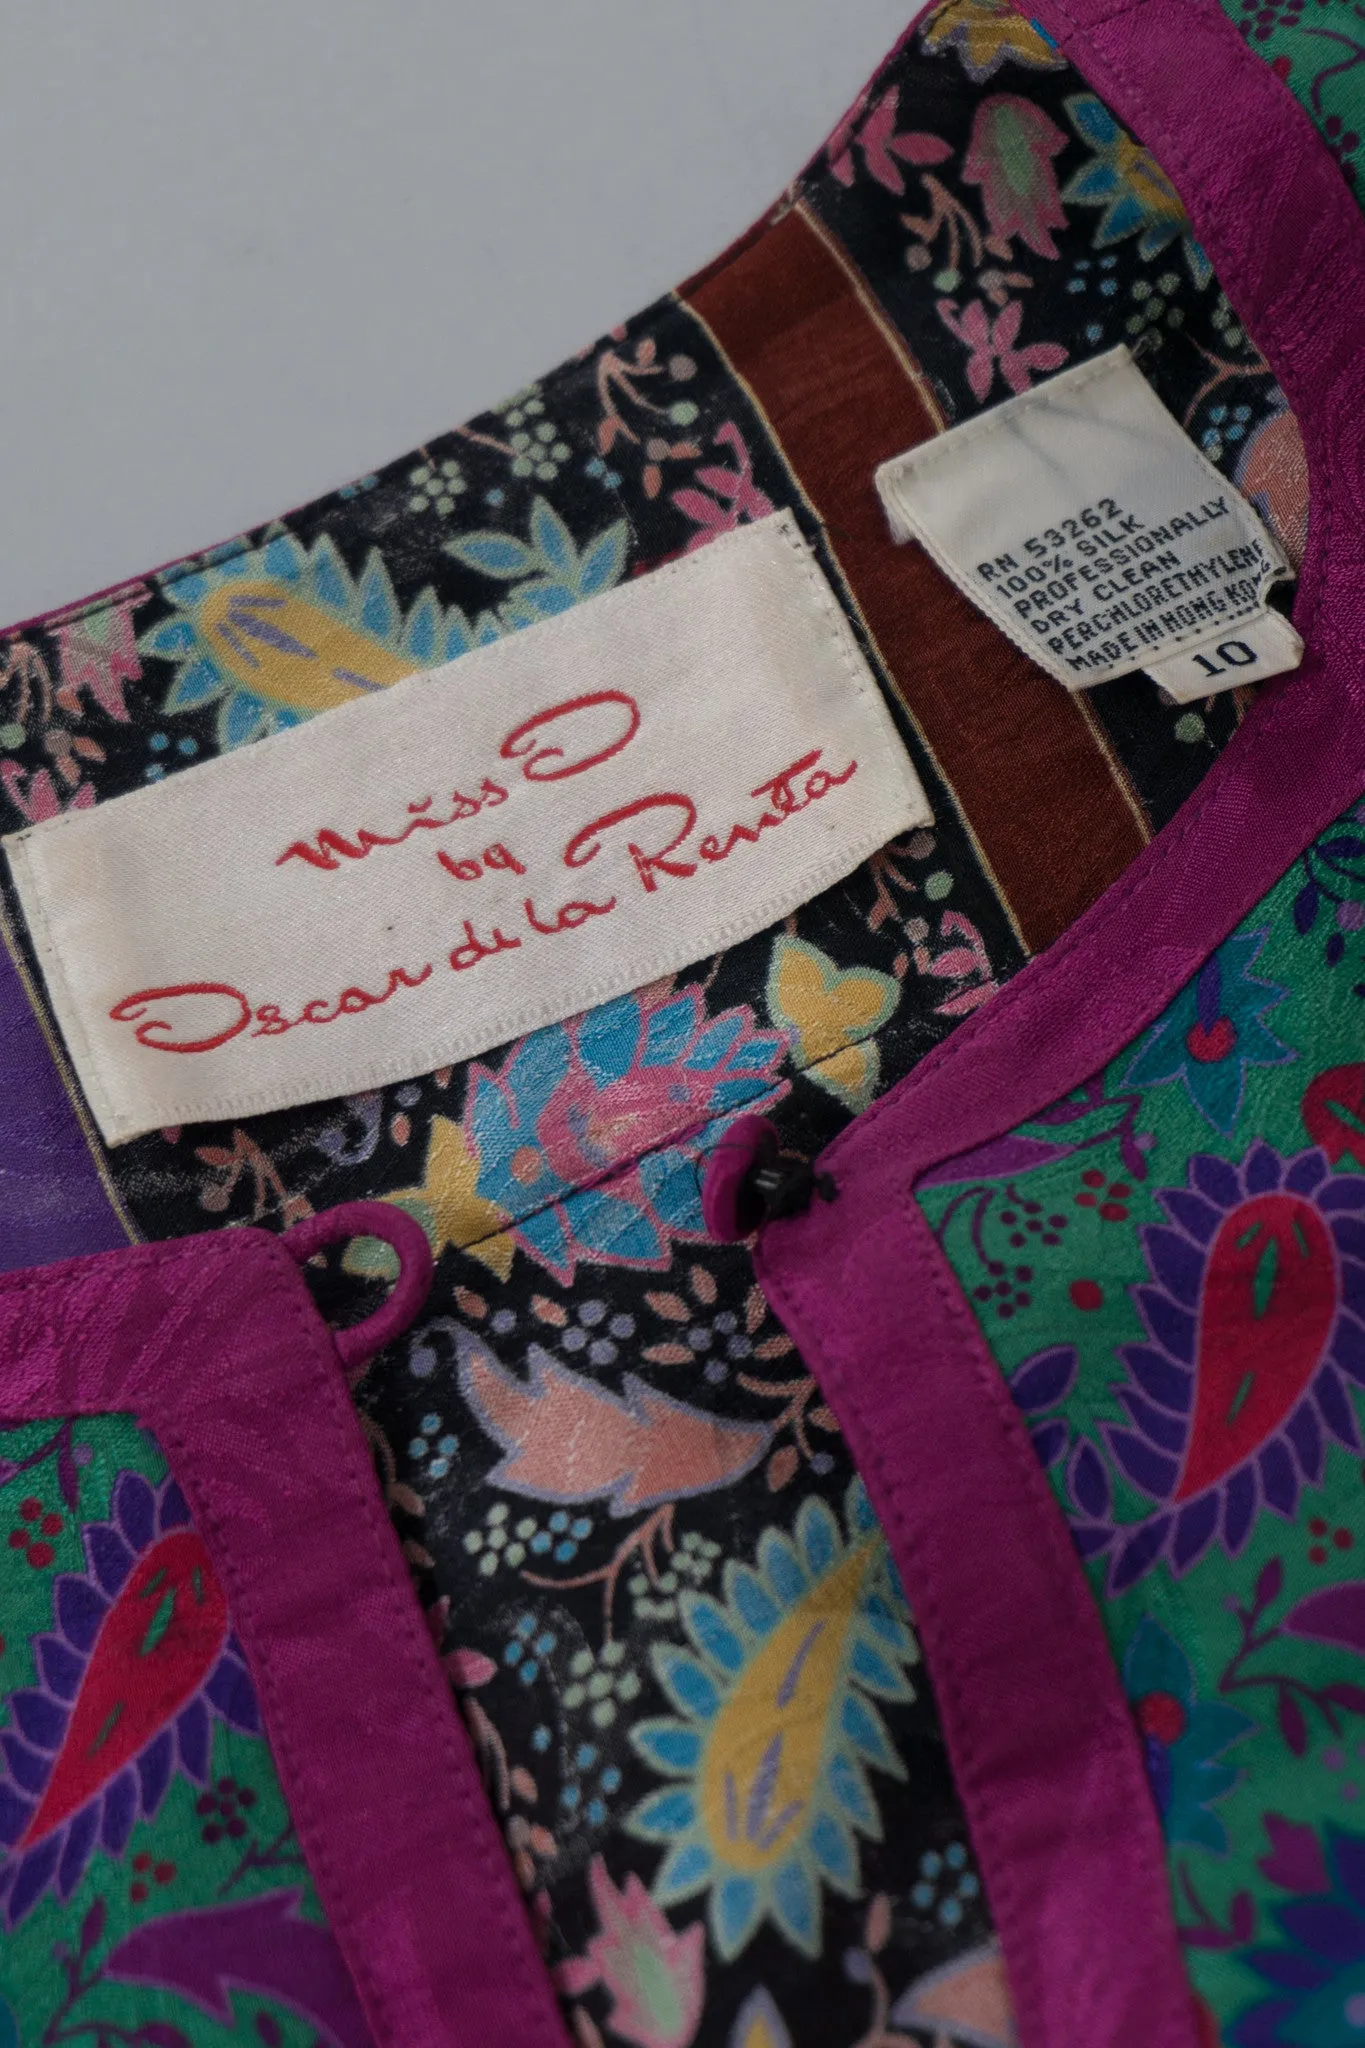 Miss O
by
Oscar de la Renta
RN 53262
100% SILK
PROFESSIONALLY
DRY CLEAN
PERCHLORETHYLENE
MADE IN HONG KONG
10